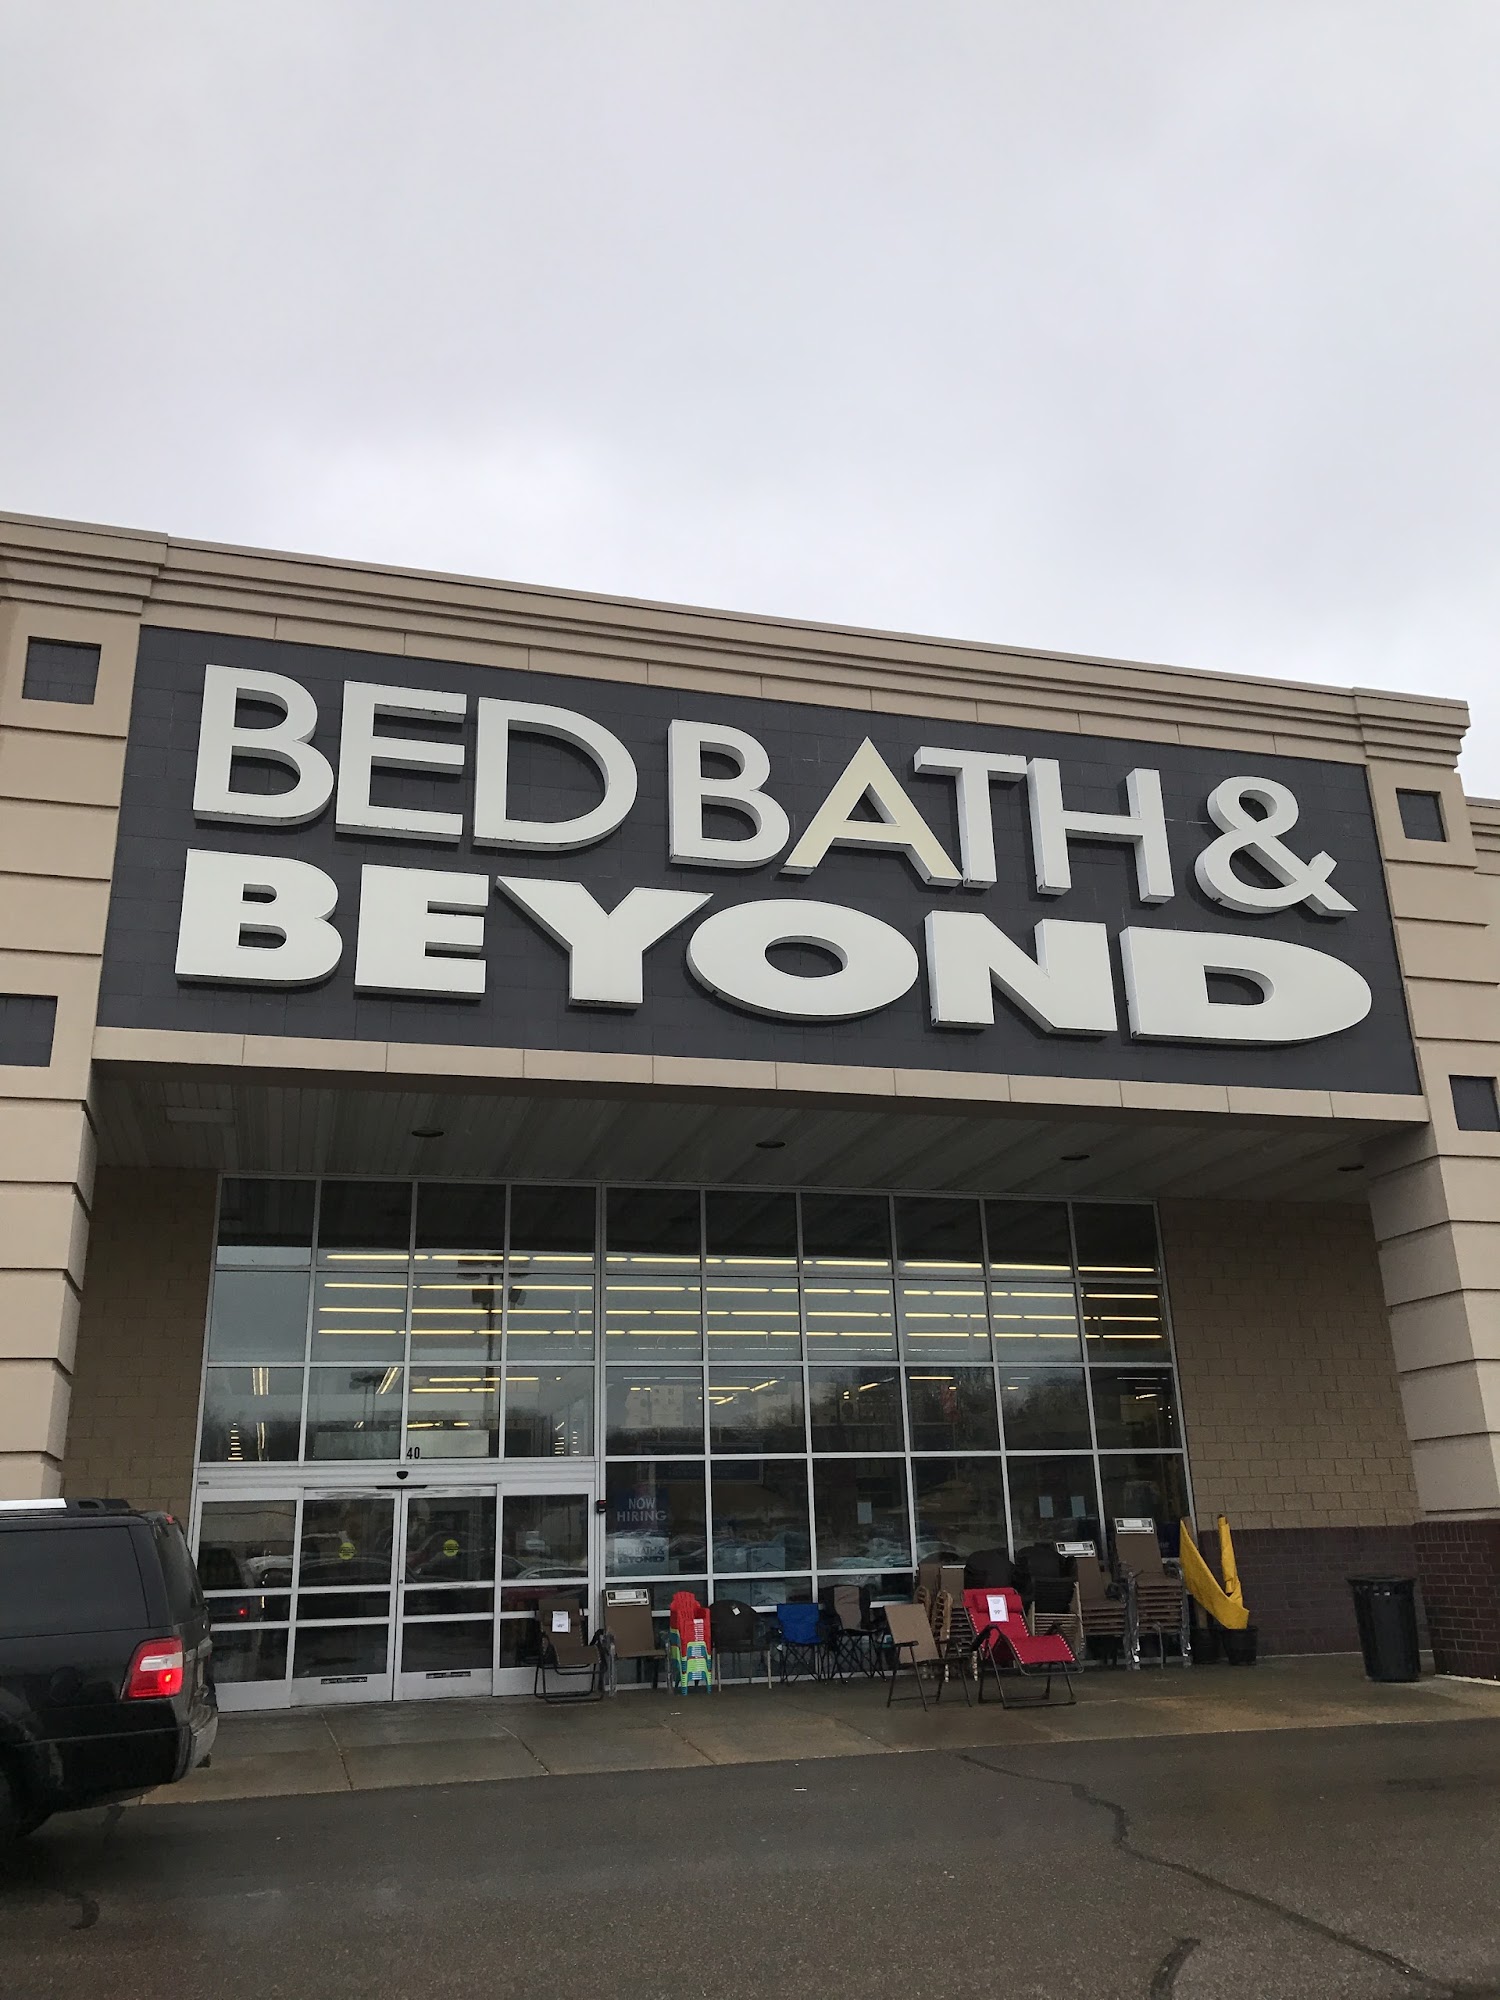 BED BATH &
BEYOND
40
NOW
HIRING
BED BATH &
BEYOND